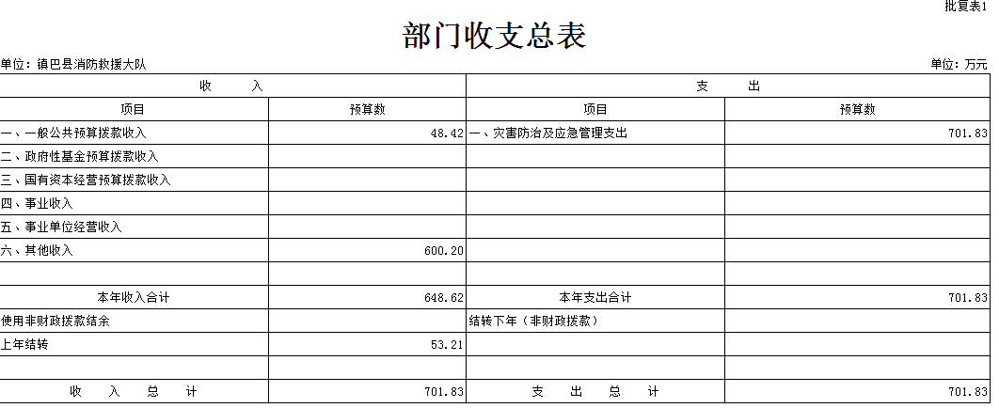 批复表1
部门收支总表
单位：镇巴县消防救援大队 单位：万元
收 入 支 出
项目 预算数 项目 预算数
一、一般公共预算拨款收入 48.42 一、灾害防治及应急管理支出 701.83
二、政府性基金预算拨款收入
三、国有资本经营预算拨款收入
四、事业收入
五、事业单位经营收入
六、其他收入 600.20
本年收入合计 648.62 本年支出合计 701.83
使用非财政拨款结余 结转下年（非财政拨款）
上年结转 53.21
收 入 总 计 701.83 支 出 总 计 701.83